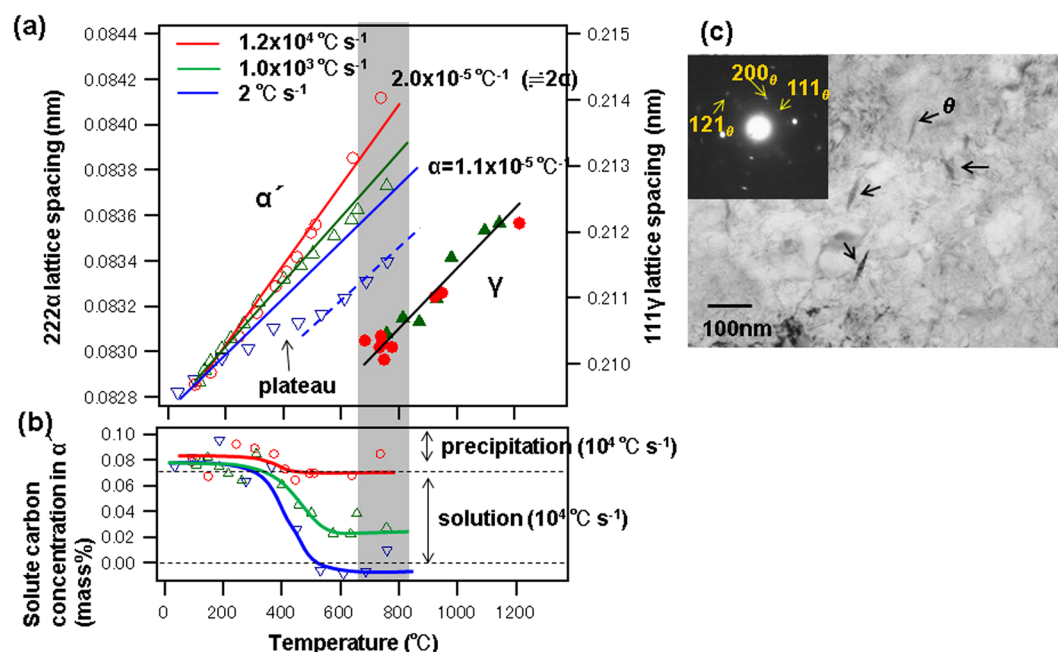 (a)
0.0844
0.0842
0.0840
0.0838
0.0836
0.0834
0.0832
0.0830
0.0828
222α lattice spacing (nm)
1.2x10⁴ ℃ s⁻¹
1.0x10³ ℃ s⁻¹
2 ℃ s⁻¹
2.0x10⁻⁵ ℃⁻¹ (≒2α)
α=1.1x10⁻⁵ ℃⁻¹
α´
γ
plateau
0.215
0.214
0.213
0.212
0.211
0.210
111γ lattice spacing (nm)
(b)
0.10
0.08
0.06
0.04
0.02
0.00
Solute carbon
concentration in α´
(mass%)
precipitation (10⁴ ℃ s⁻¹)
solution (10⁴ ℃ s⁻¹)
0 200 400 600 800 1000 1200
Temperature (℃)
(c)
200θ
111θ
121θ
θ
100nm